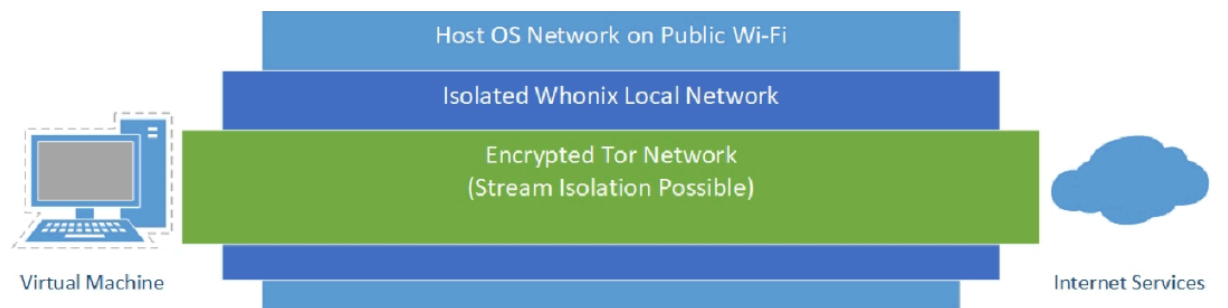 Host OS Network on Public Wi-Fi
Isolated Whonix Local Network
Encrypted Tor Network
(Stream Isolation Possible)
Virtual Machine
Internet Services